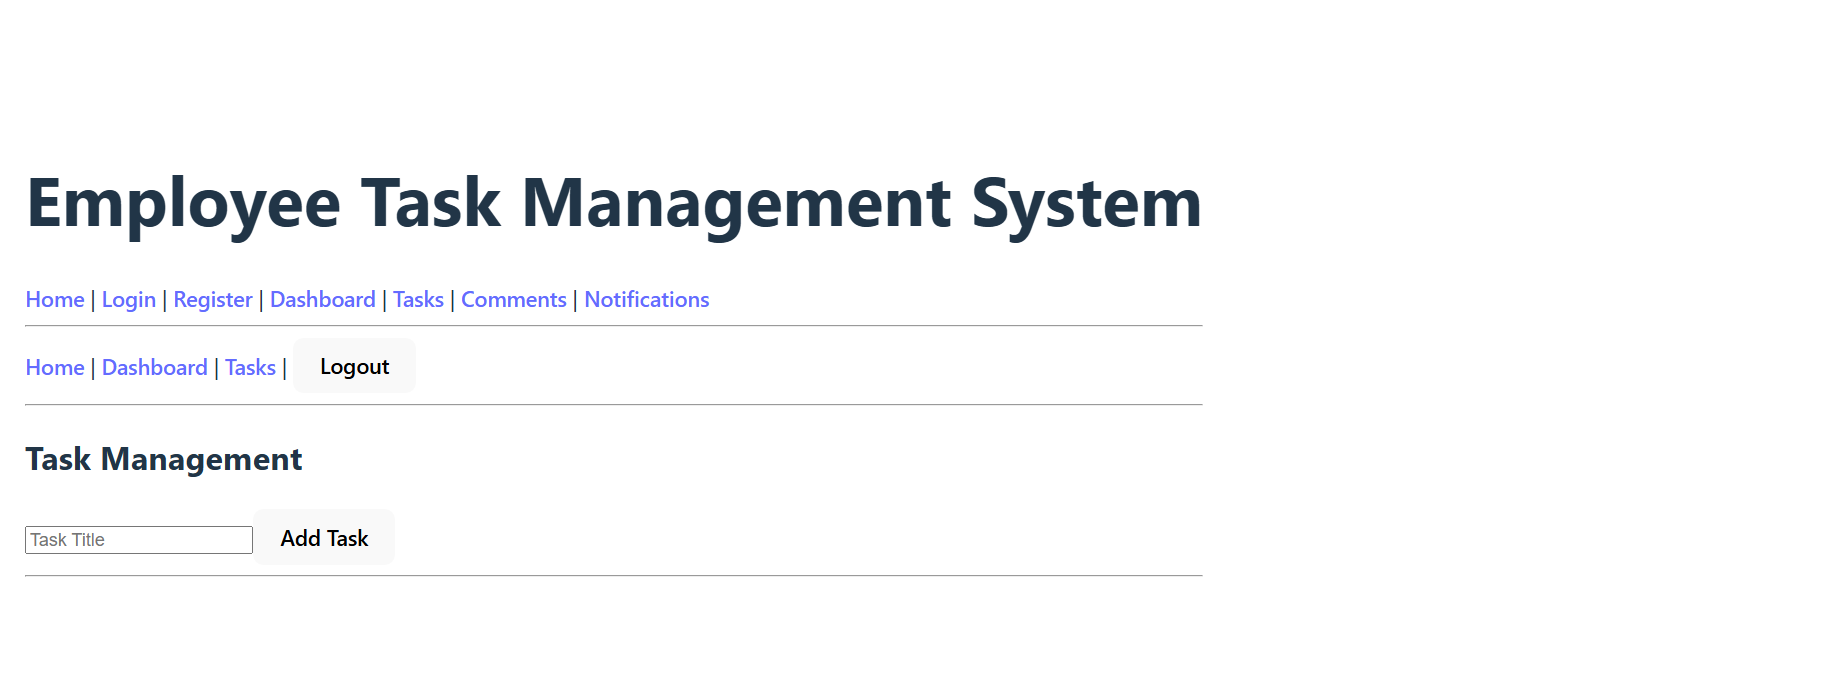 Employee Task Management System
Home | Login | Register | Dashboard | Tasks | Comments | Notifications
Home | Dashboard | Tasks | Logout
Task Management
Task Title Add Task